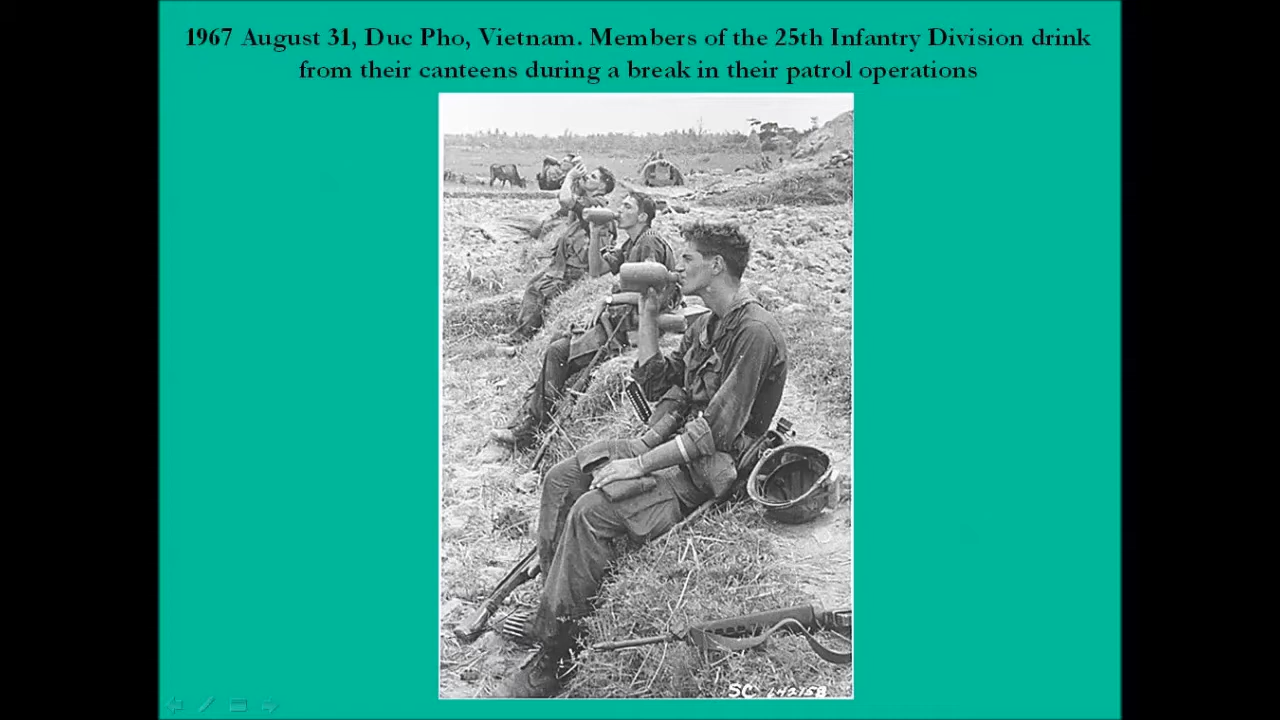 1967 August 31, Duc Pho, Vietnam. Members of the 25th Infantry Division drink
from their canteens during a break in their patrol operations
SC